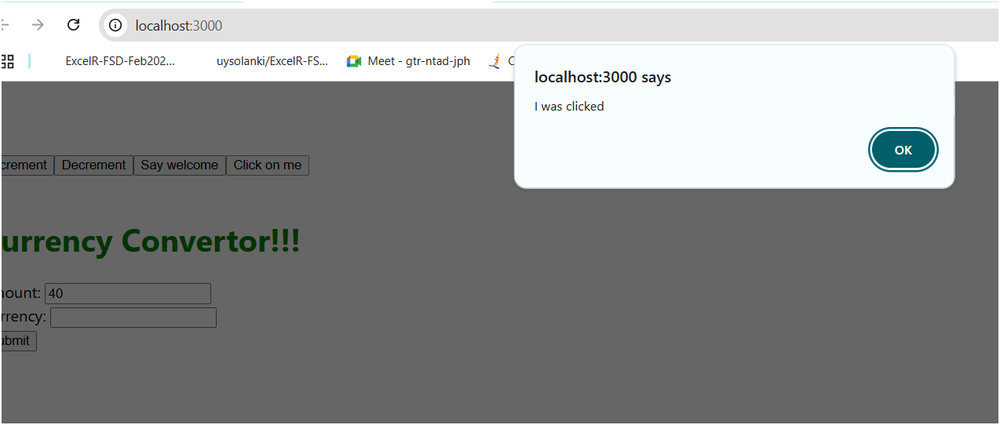 localhost:3000
ExcelR-FSD-Feb202... uysolanki/ExcelR-FS... Meet - gtr-ntad-jph C
localhost:3000 says
I was clicked
OK
crement Decrement Say welcome Click on me
urrency Convertor!!!
nount: 40
rrency:
ubmit